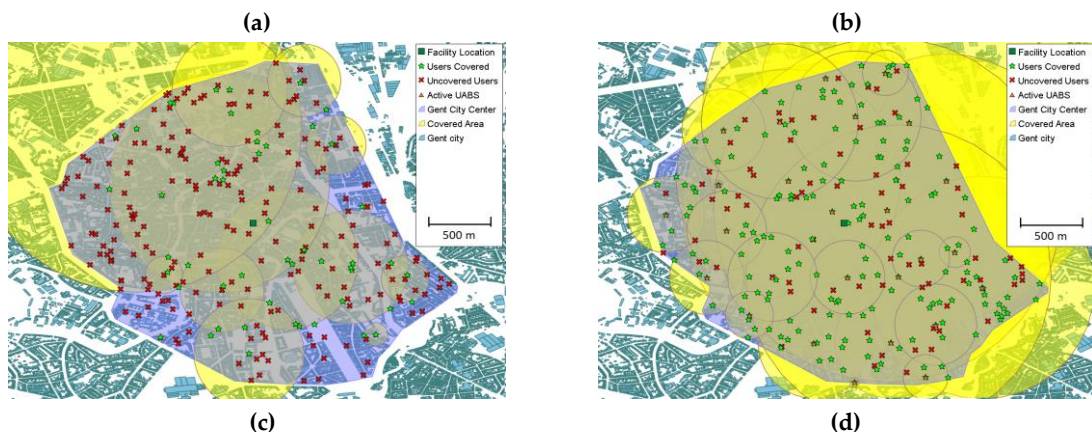 (a) (b)
Facility Location
Users Covered
Uncovered Users
Active UABS
Gent City Center
Covered Area
Gent city
500 m
Facility Location
Users Covered
Uncovered Users
Active UABS
Gent City Center
Covered Area
Gent city
500 m
(c) (d)